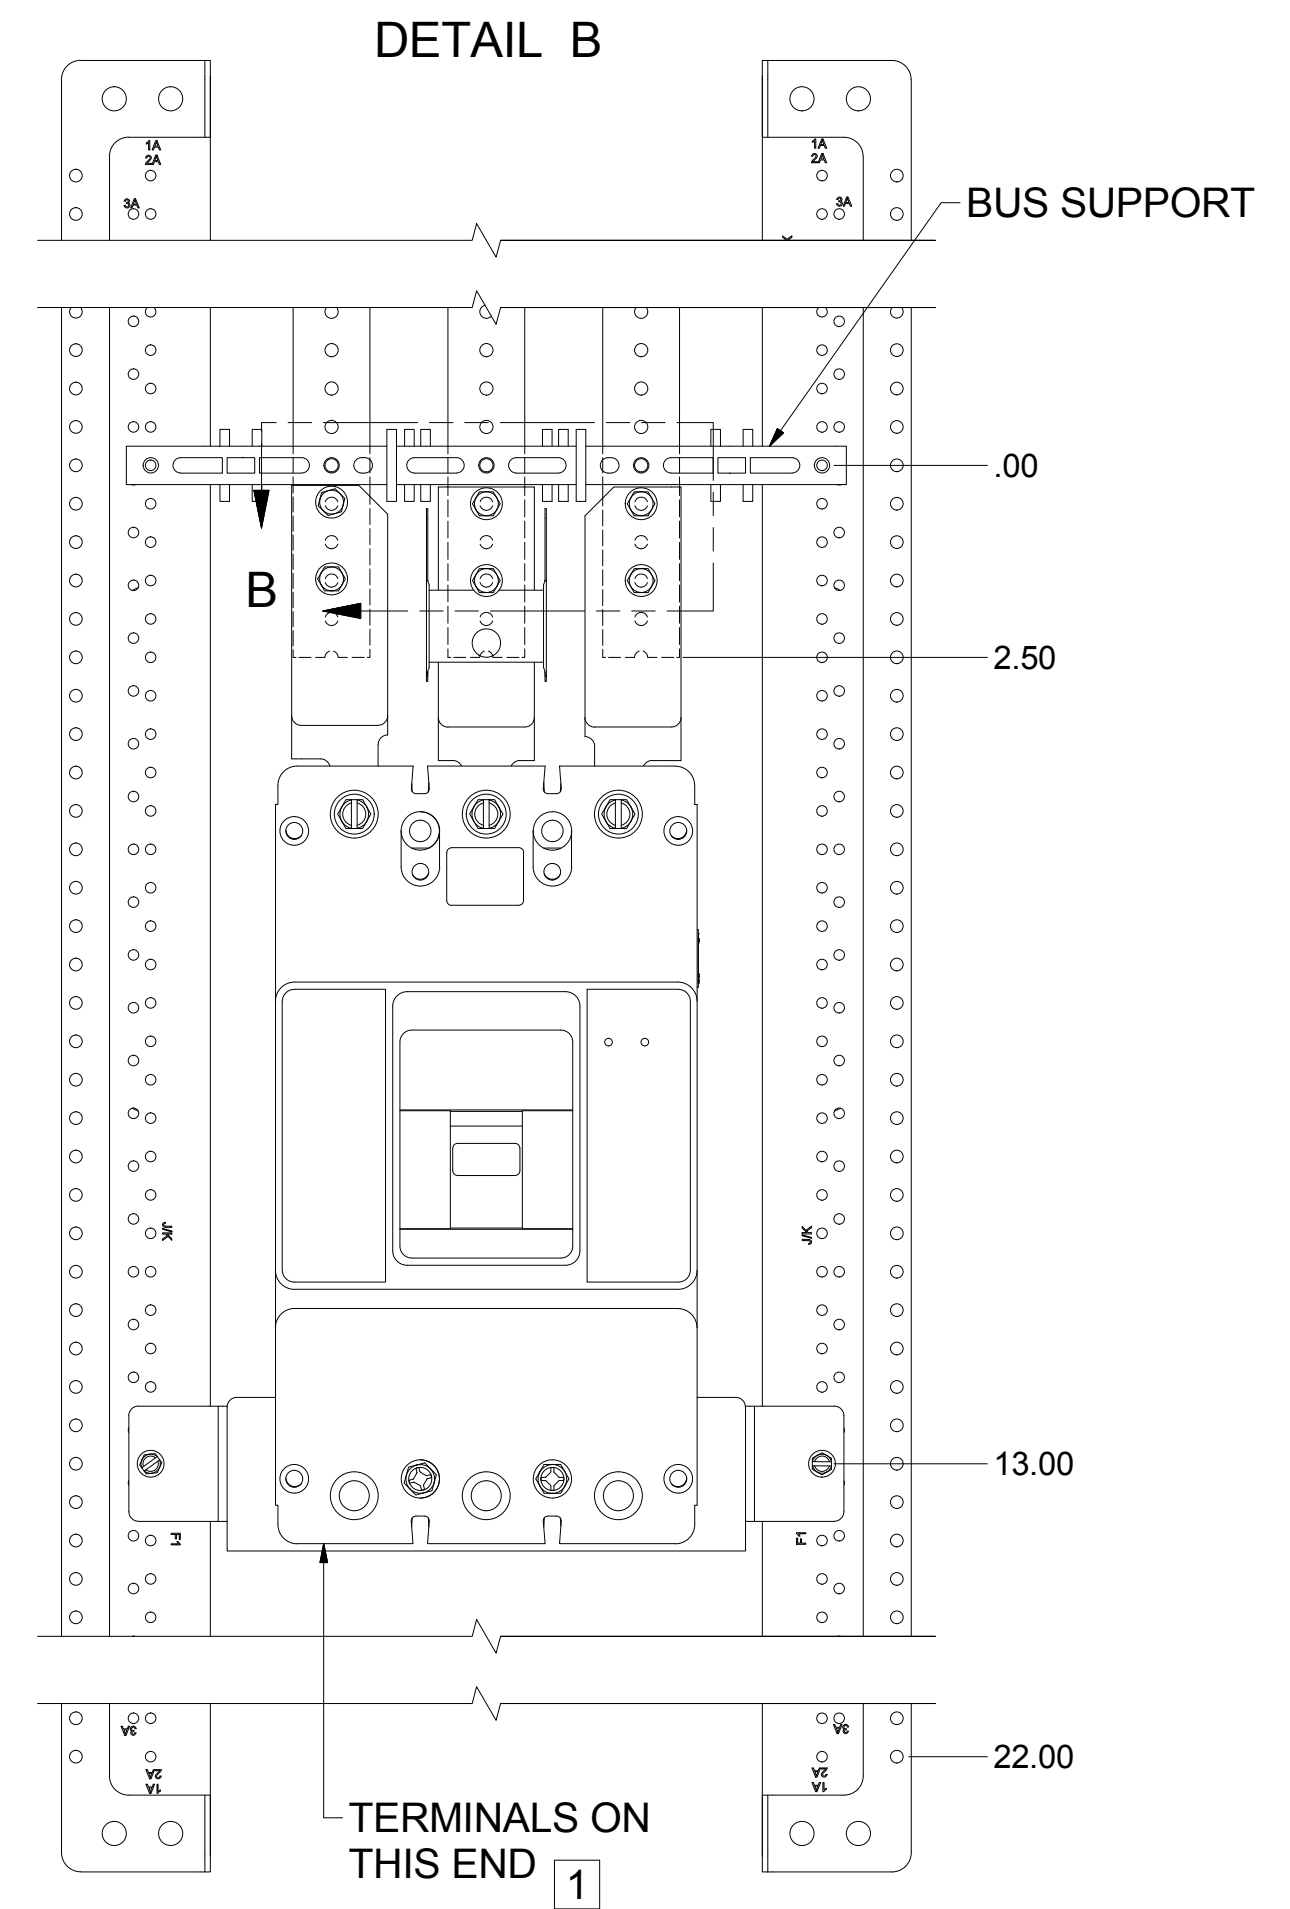 DETAIL B
1A
2A
1A
2A
3A
3A
BUS SUPPORT
.00
B
2.50
J/K
J/K
13.00
F1
F1
3A
3A
22.00
2A
1A
2A
1A
TERMINALS ON
THIS END 1